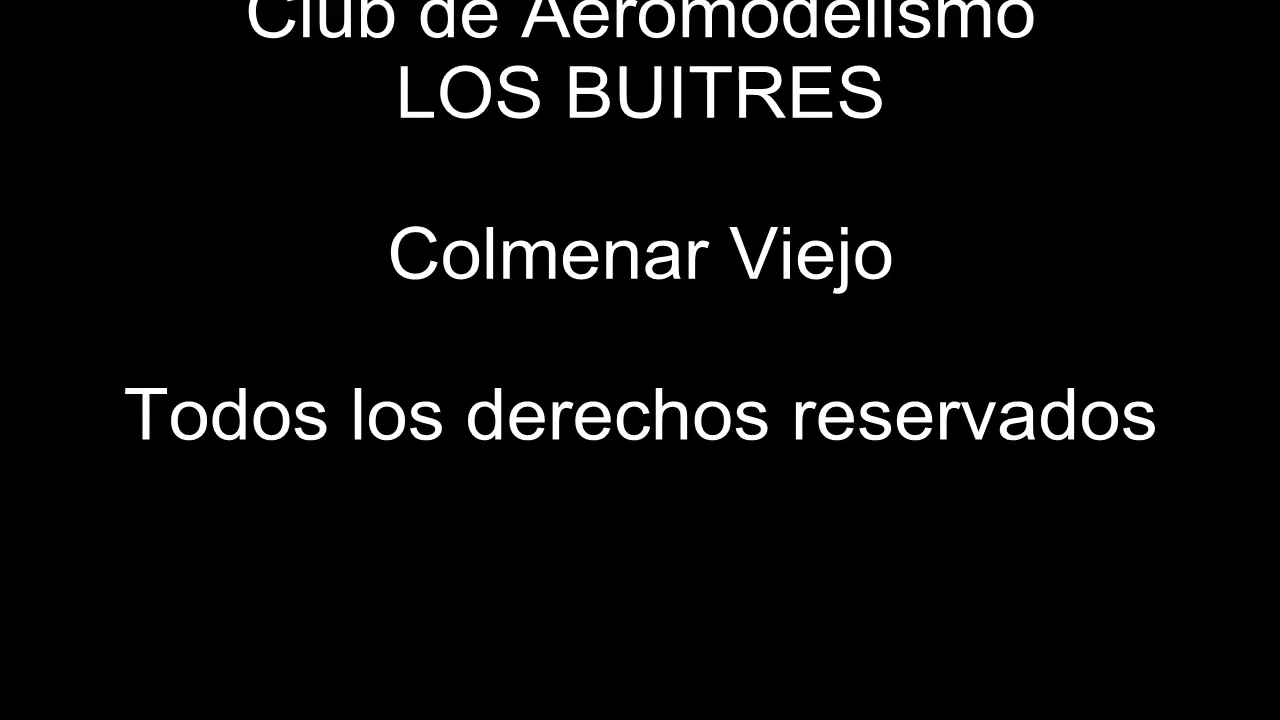 Club de Aeromodelismo
LOS BUITRES
Colmenar Viejo
Todos los derechos reservados